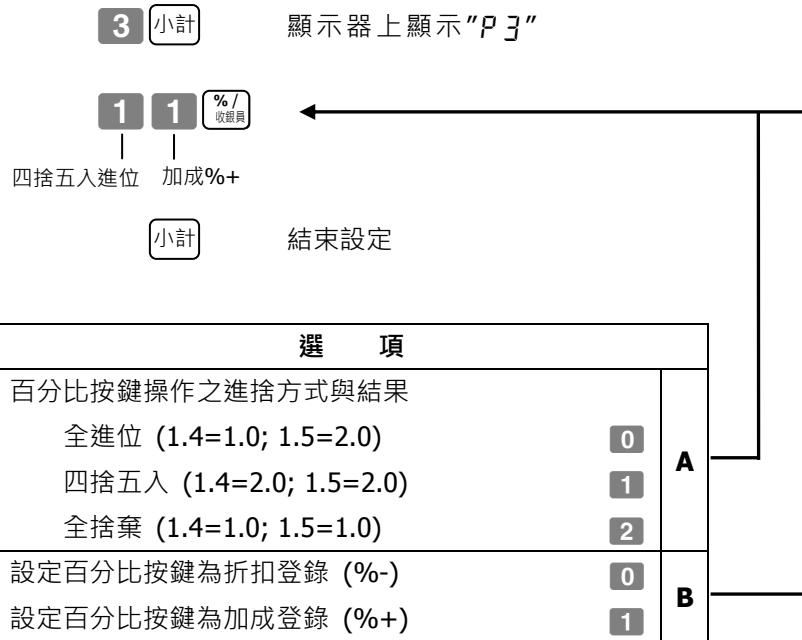 3 小計 顯示器上顯示"P 3"
1 1 %/
收銀員
四捨五入進位 加成%+
小計 結束設定
選 項
百分比按鍵操作之進捨方式與結果
全進位 (1.4=1.0; 1.5=2.0) 0
四捨五入 (1.4=2.0; 1.5=2.0) 1
全捨棄 (1.4=1.0; 1.5=1.0) 2
A
設定百分比按鍵為折扣登錄 (%-) 0
設定百分比按鍵為加成登錄 (%+) 1
B